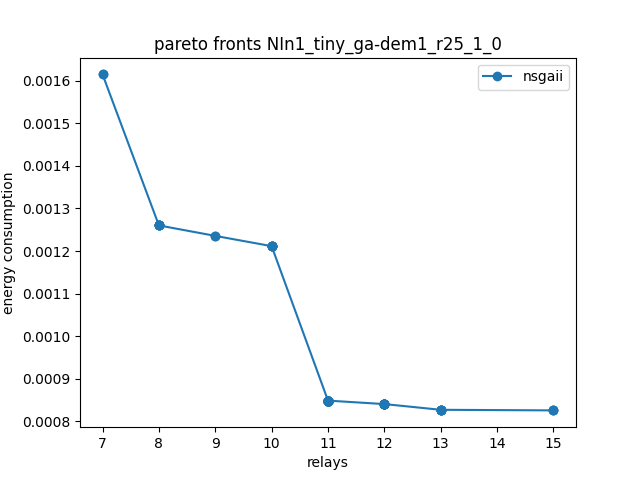 pareto fronts NIn1_tiny_ga-dem1_r25_1_0
nsgaii
energy consumption
0.0016
0.0015
0.0014
0.0013
0.0012
0.0011
0.0010
0.0009
0.0008
7 8 9 10 11 12 13 14 15
relays